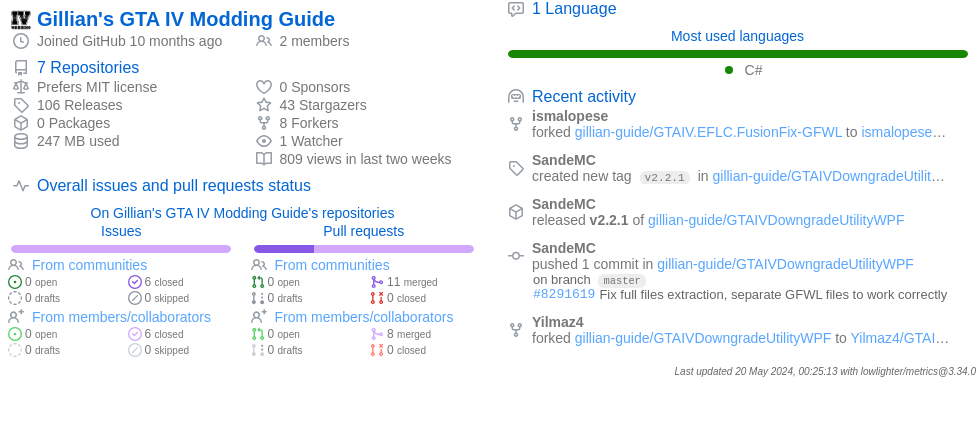 Gillian's GTA IV Modding Guide
Joined GitHub 10 months ago
2 members
7 Repositories
Prefers MIT license
106 Releases
0 Packages
247 MB used
0 Sponsors
43 Stargazers
8 Forkers
1 Watcher
809 views in last two weeks
Overall issues and pull requests status
On Gillian's GTA IV Modding Guide's repositories
Issues
From communities
0 open
6 closed
0 drafts
0 skipped
From members/collaborators
0 open
6 closed
0 drafts
0 skipped
Pull requests
From communities
0 open
11 merged
0 drafts
0 closed
From members/collaborators
0 open
8 merged
0 drafts
0 closed
1 Language
Most used languages
C#
Recent activity
ismalopese
forked gillian-guide/GTAIV.EFLC.FusionFix-GFWL to ismalopese…
SandeMC
created new tag v2.2.1 in gillian-guide/GTAIVDowngradeUtilit…
SandeMC
released v2.2.1 of gillian-guide/GTAIVDowngradeUtilityWPF
SandeMC
pushed 1 commit in gillian-guide/GTAIVDowngradeUtilityWPF
on branch master
#8291619 Fix full files extraction, separate GFWL files to work correctly
Yilmaz4
forked gillian-guide/GTAIVDowngradeUtilityWPF to Yilmaz4/GTAI…
Last updated 20 May 2024, 00:25:13 with lowlighter/metrics@3.34.0